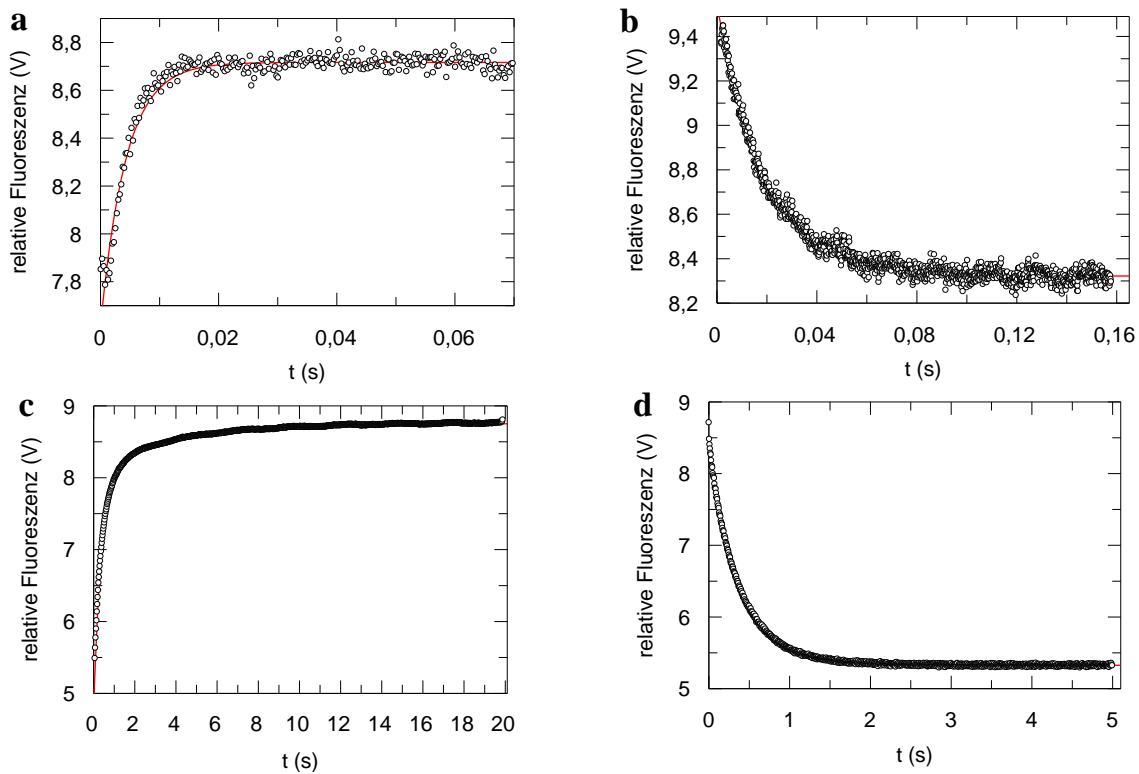 a
relative Fluoreszenz (V)
8,8
8,6
8,4
8,2
8
7,8
0
0,02
0,04
0,06
t (s)
b
relative Fluoreszenz (V)
9,4
9,2
9
8,8
8,6
8,4
8,2
0
0,04
0,08
0,12
0,16
t (s)
c
relative Fluoreszenz (V)
9
8
7
6
5
0 2 4 6 8 10 12 14 16 18 20
t (s)
d
relative Fluoreszenz (V)
9
8
7
6
5
0 1 2 3 4 5
t (s)